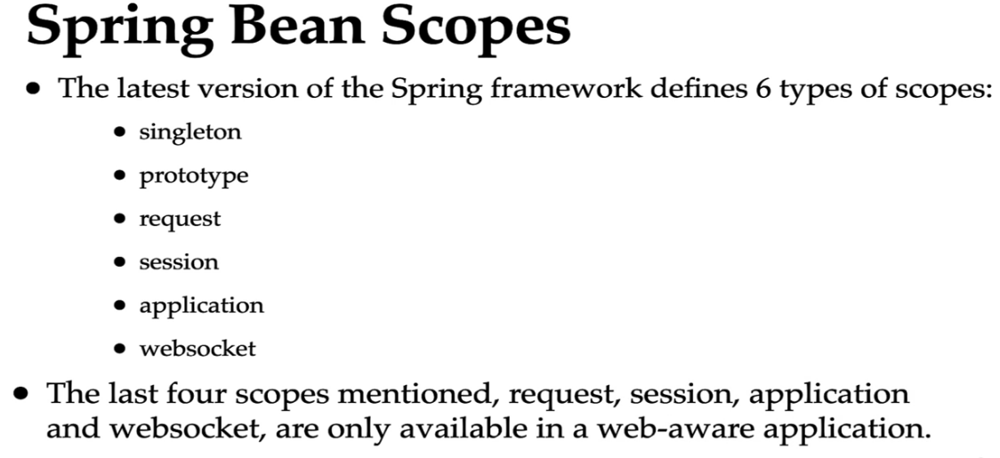 Spring Bean Scopes
• The latest version of the Spring framework defines 6 types of scopes:
• singleton
• prototype
• request
• session
• application
• websocket
• The last four scopes mentioned, request, session, application
and websocket, are only available in a web-aware application.